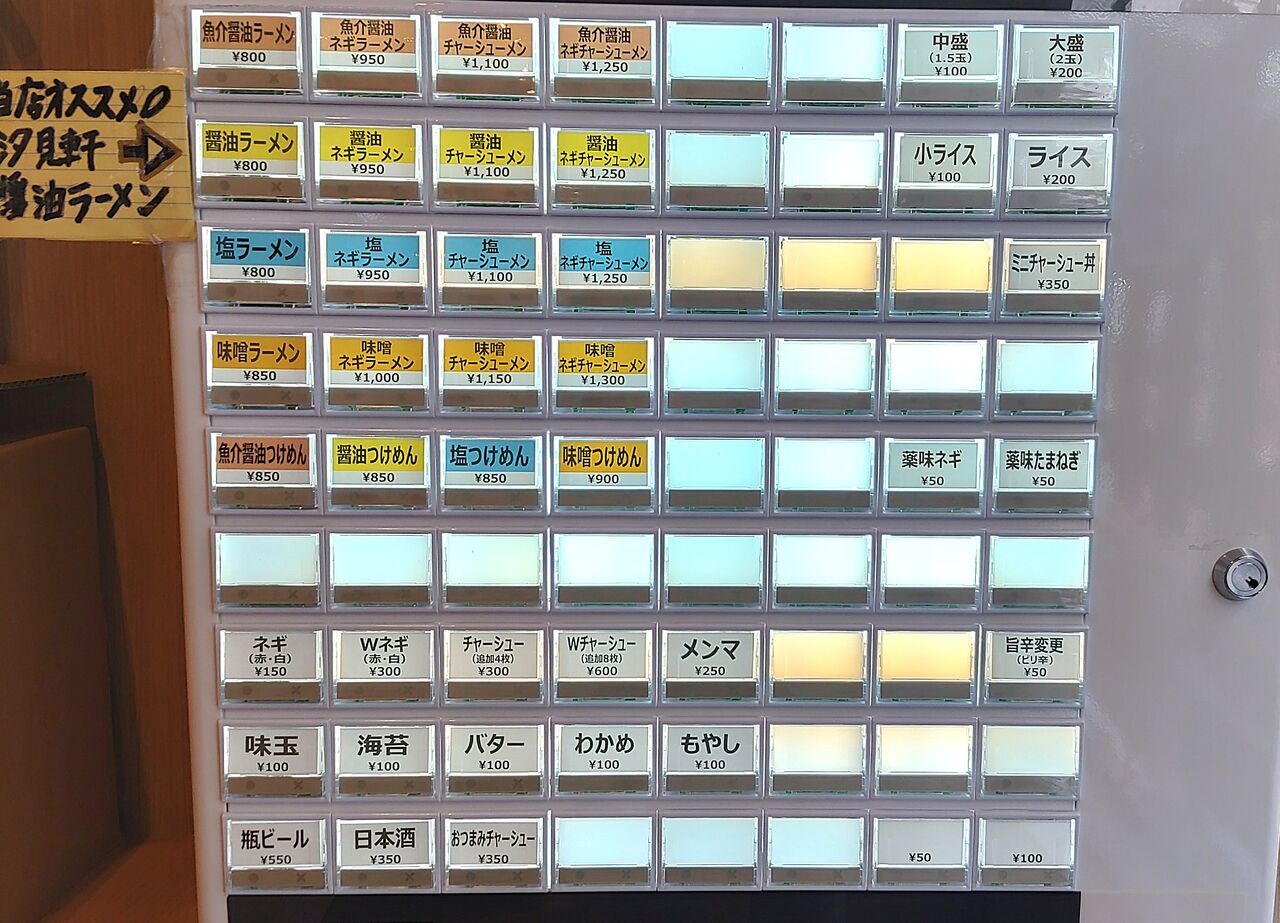 当店オススメ
汐見軒
醤油ラーメン
魚介醤油ラーメン
¥800
魚介醤油
ネギラーメン
¥950
魚介醤油
チャーシューメン
¥1,100
魚介醤油
ネギチャーシューメン
¥1,250
中盛
(1.5玉)
¥100
大盛
(2玉)
¥200
醤油ラーメン
¥800
醤油
ネギラーメン
¥950
醤油
チャーシューメン
¥1,100
醤油
ネギチャーシューメン
¥1,250
小ライス
¥100
ライス
¥200
塩ラーメン
¥800
塩
ネギラーメン
¥950
塩
チャーシューメン
¥1,100
塩
ネギチャーシューメン
¥1,250
ミニチャーシュー丼
¥350
味噌ラーメン
¥850
味噌
ネギラーメン
¥1,000
味噌
チャーシューメン
¥1,150
味噌
ネギチャーシューメン
¥1,300
魚介醤油つけめん
¥850
醤油つけめん
¥850
塩つけめん
¥850
味噌つけめん
¥900
薬味ネギ
¥50
薬味たまねぎ
¥50
ネギ
(赤・白)
¥150
Wネギ
(赤・白)
¥300
チャーシュー
(追加4枚)
¥300
Wチャーシュー
(追加8枚)
¥600
メンマ
¥250
旨辛変更
(ピリ辛)
¥50
味玉
¥100
海苔
¥100
バター
¥100
わかめ
¥100
もやし
¥100
瓶ビール
¥550
日本酒
¥350
おつまみチャーシュー
¥350
¥50
¥100